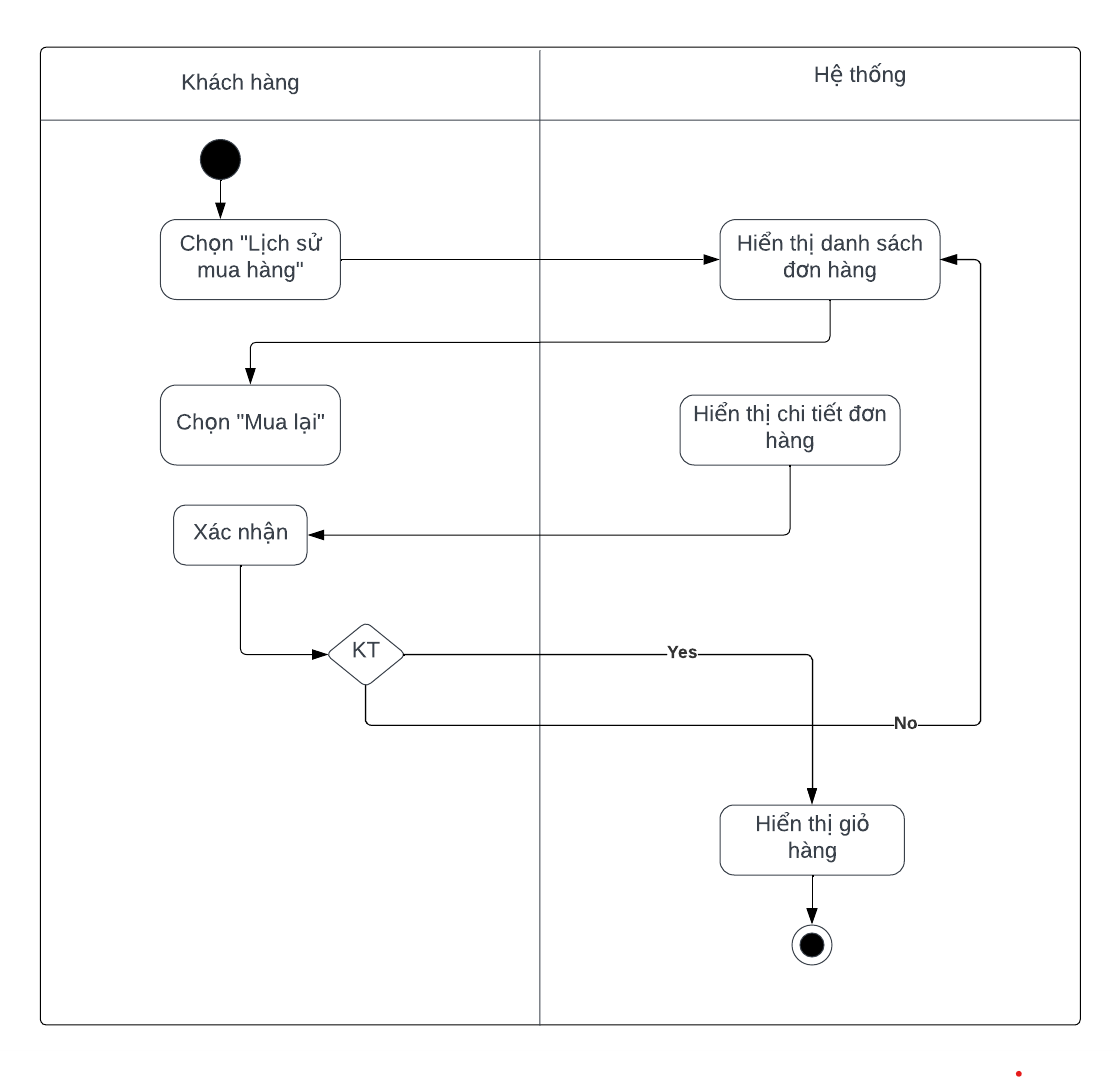 Khách hàng
Hệ thống
Chọn "Lịch sử
mua hàng"
Hiển thị danh sách
đơn hàng
Chọn "Mua lại"
Hiển thị chi tiết đơn
hàng
Xác nhận
KT
Yes
No
Hiển thị giỏ
hàng